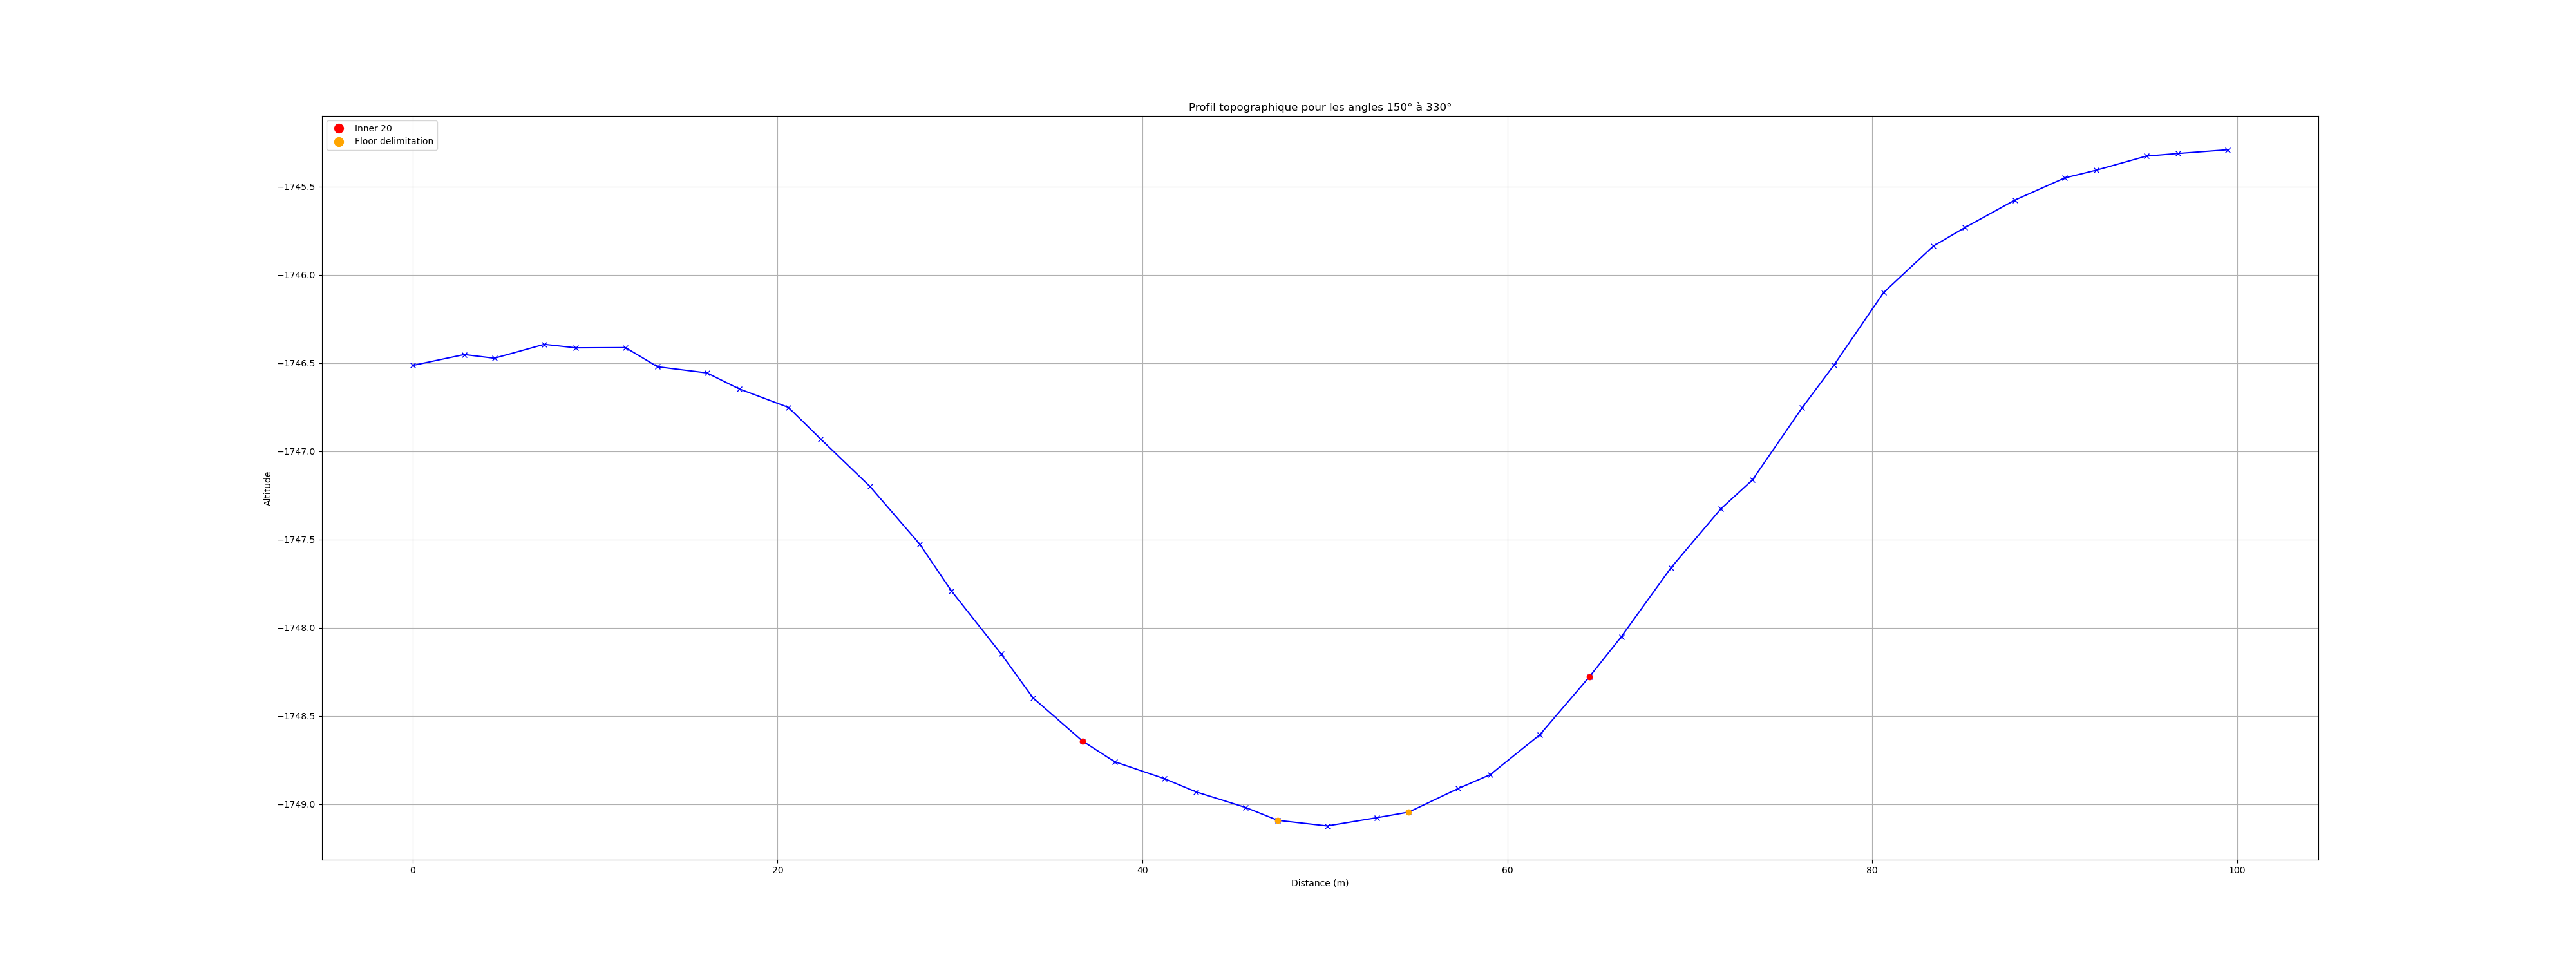 Profil topographique pour les angles 150° à 330°
Inner 20
Floor delimitation
−1745.5
−1746.0
−1746.5
−1747.0
−1747.5
−1748.0
−1748.5
−1749.0
Altitude
0 20 40 60 80 100
Distance (m)